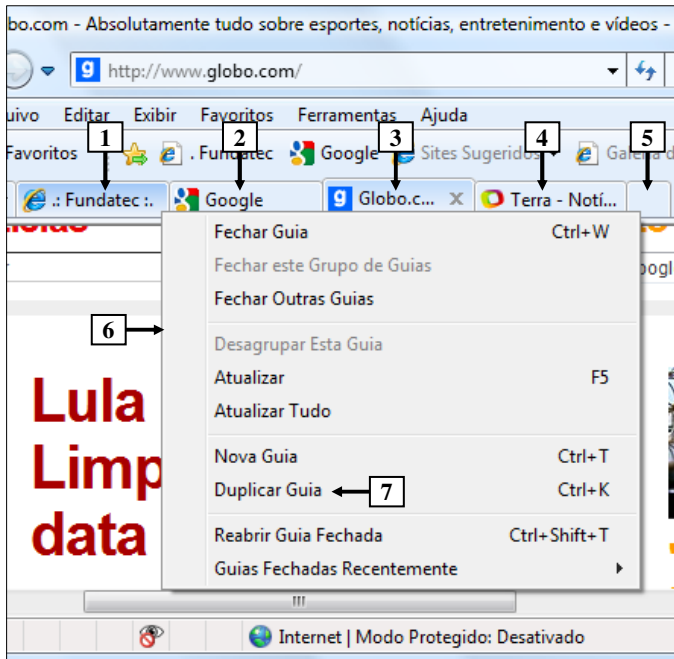 bo.com - Absolutamente tudo sobre esportes, notícias, entretenimento e vídeos -
http://www.globo.com/
uivo Editar Exibir Favoritos Ferramentas Ajuda
1 2 3 4 5
Favoritos . Fundatec Google Sites Sugeridos
.: Fundatec :. Google Globo.c... x Terra - Notí...
Fechar Guia Ctrl+W
Fechar este Grupo de Guias
Fechar Outras Guias
6
Desagrupar Esta Guia
Atualizar F5
Atualizar Tudo
Nova Guia Ctrl+T
Duplicar Guia 7 Ctrl+K
Reabrir Guia Fechada Ctrl+Shift+T
Guias Fechadas Recentemente
Lula
Limp
data
Internet | Modo Protegido: Desativado